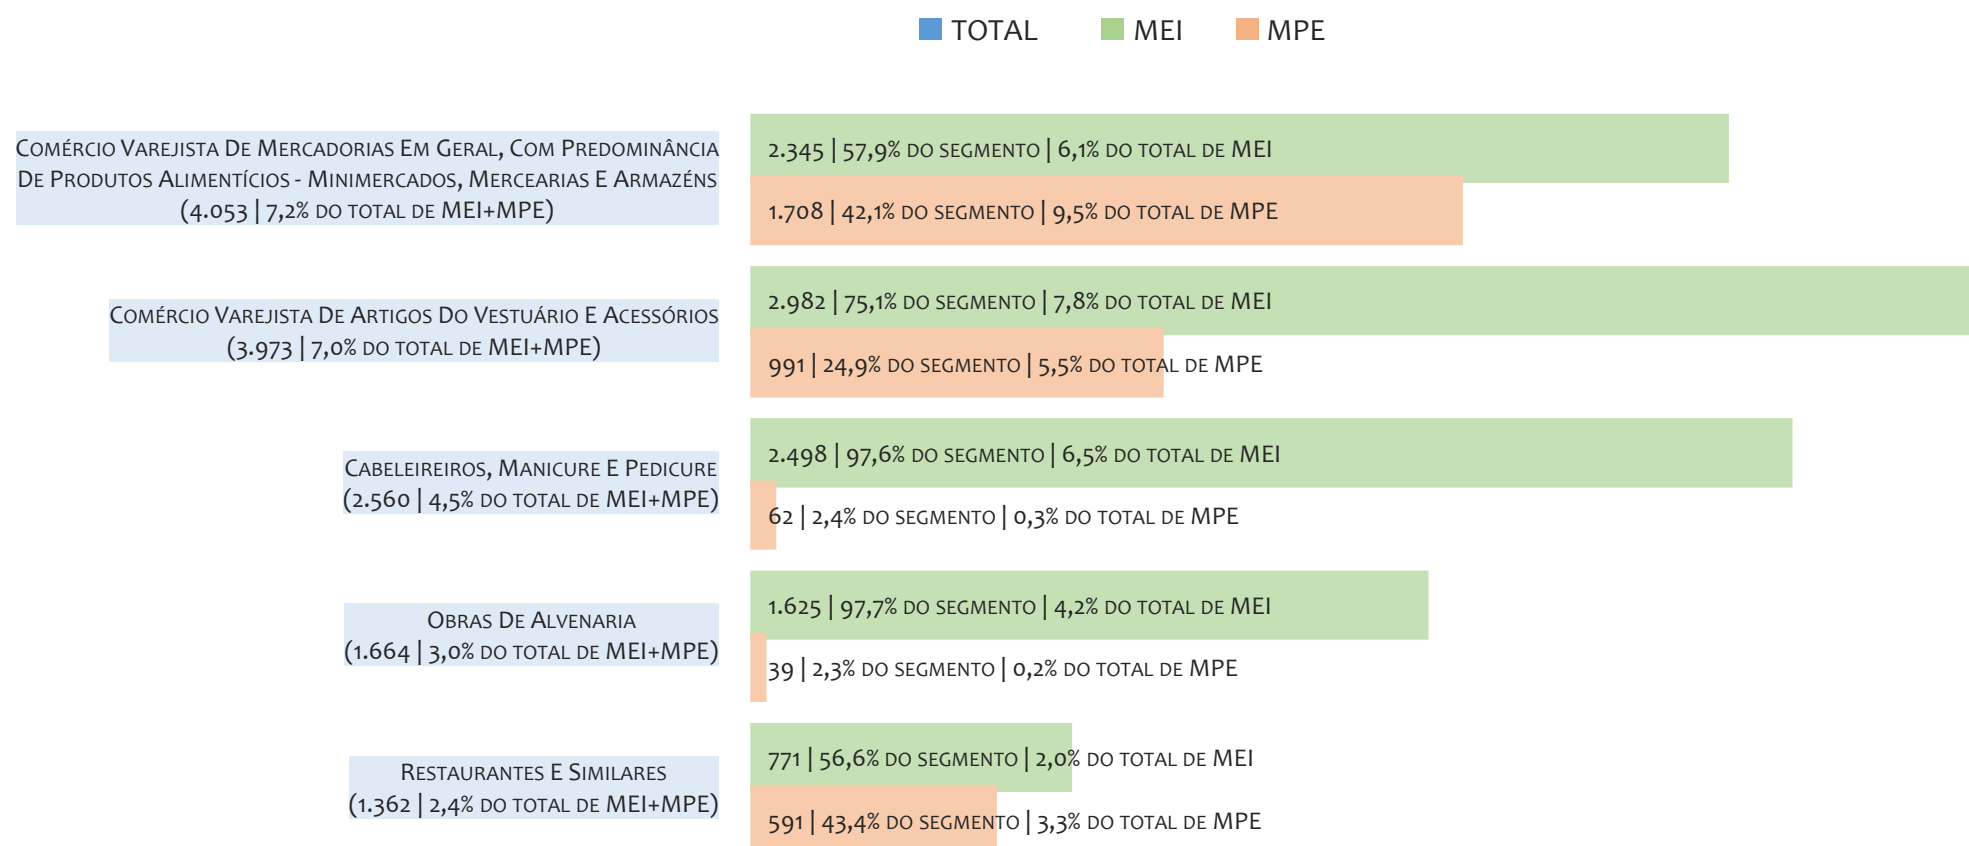 TOTAL MEI MPE
Comércio Varejista De Mercadorias Em Geral, Com Predominância
De Produtos Alimentícios - Minimercados, Mercearias E Armazéns
(4.053 | 7,2% do total de MEI+MPE)
2.345 | 57,9% do segmento | 6,1% do total de MEI
1.708 | 42,1% do segmento | 9,5% do total de MPE
Comércio Varejista De Artigos Do Vestuário E Acessórios
(3.973 | 7,0% do total de MEI+MPE)
2.982 | 75,1% do segmento | 7,8% do total de MEI
991 | 24,9% do segmento | 5,5% do total de MPE
Cabeleireiros, Manicure E Pedicure
(2.560 | 4,5% do total de MEI+MPE)
2.498 | 97,6% do segmento | 6,5% do total de MEI
62 | 2,4% do segmento | 0,3% do total de MPE
Obras De Alvenaria
(1.664 | 3,0% do total de MEI+MPE)
1.625 | 97,7% do segmento | 4,2% do total de MEI
39 | 2,3% do segmento | 0,2% do total de MPE
Restaurantes E Similares
(1.362 | 2,4% do total de MEI+MPE)
771 | 56,6% do segmento | 2,0% do total de MEI
591 | 43,4% do segmento | 3,3% do total de MPE